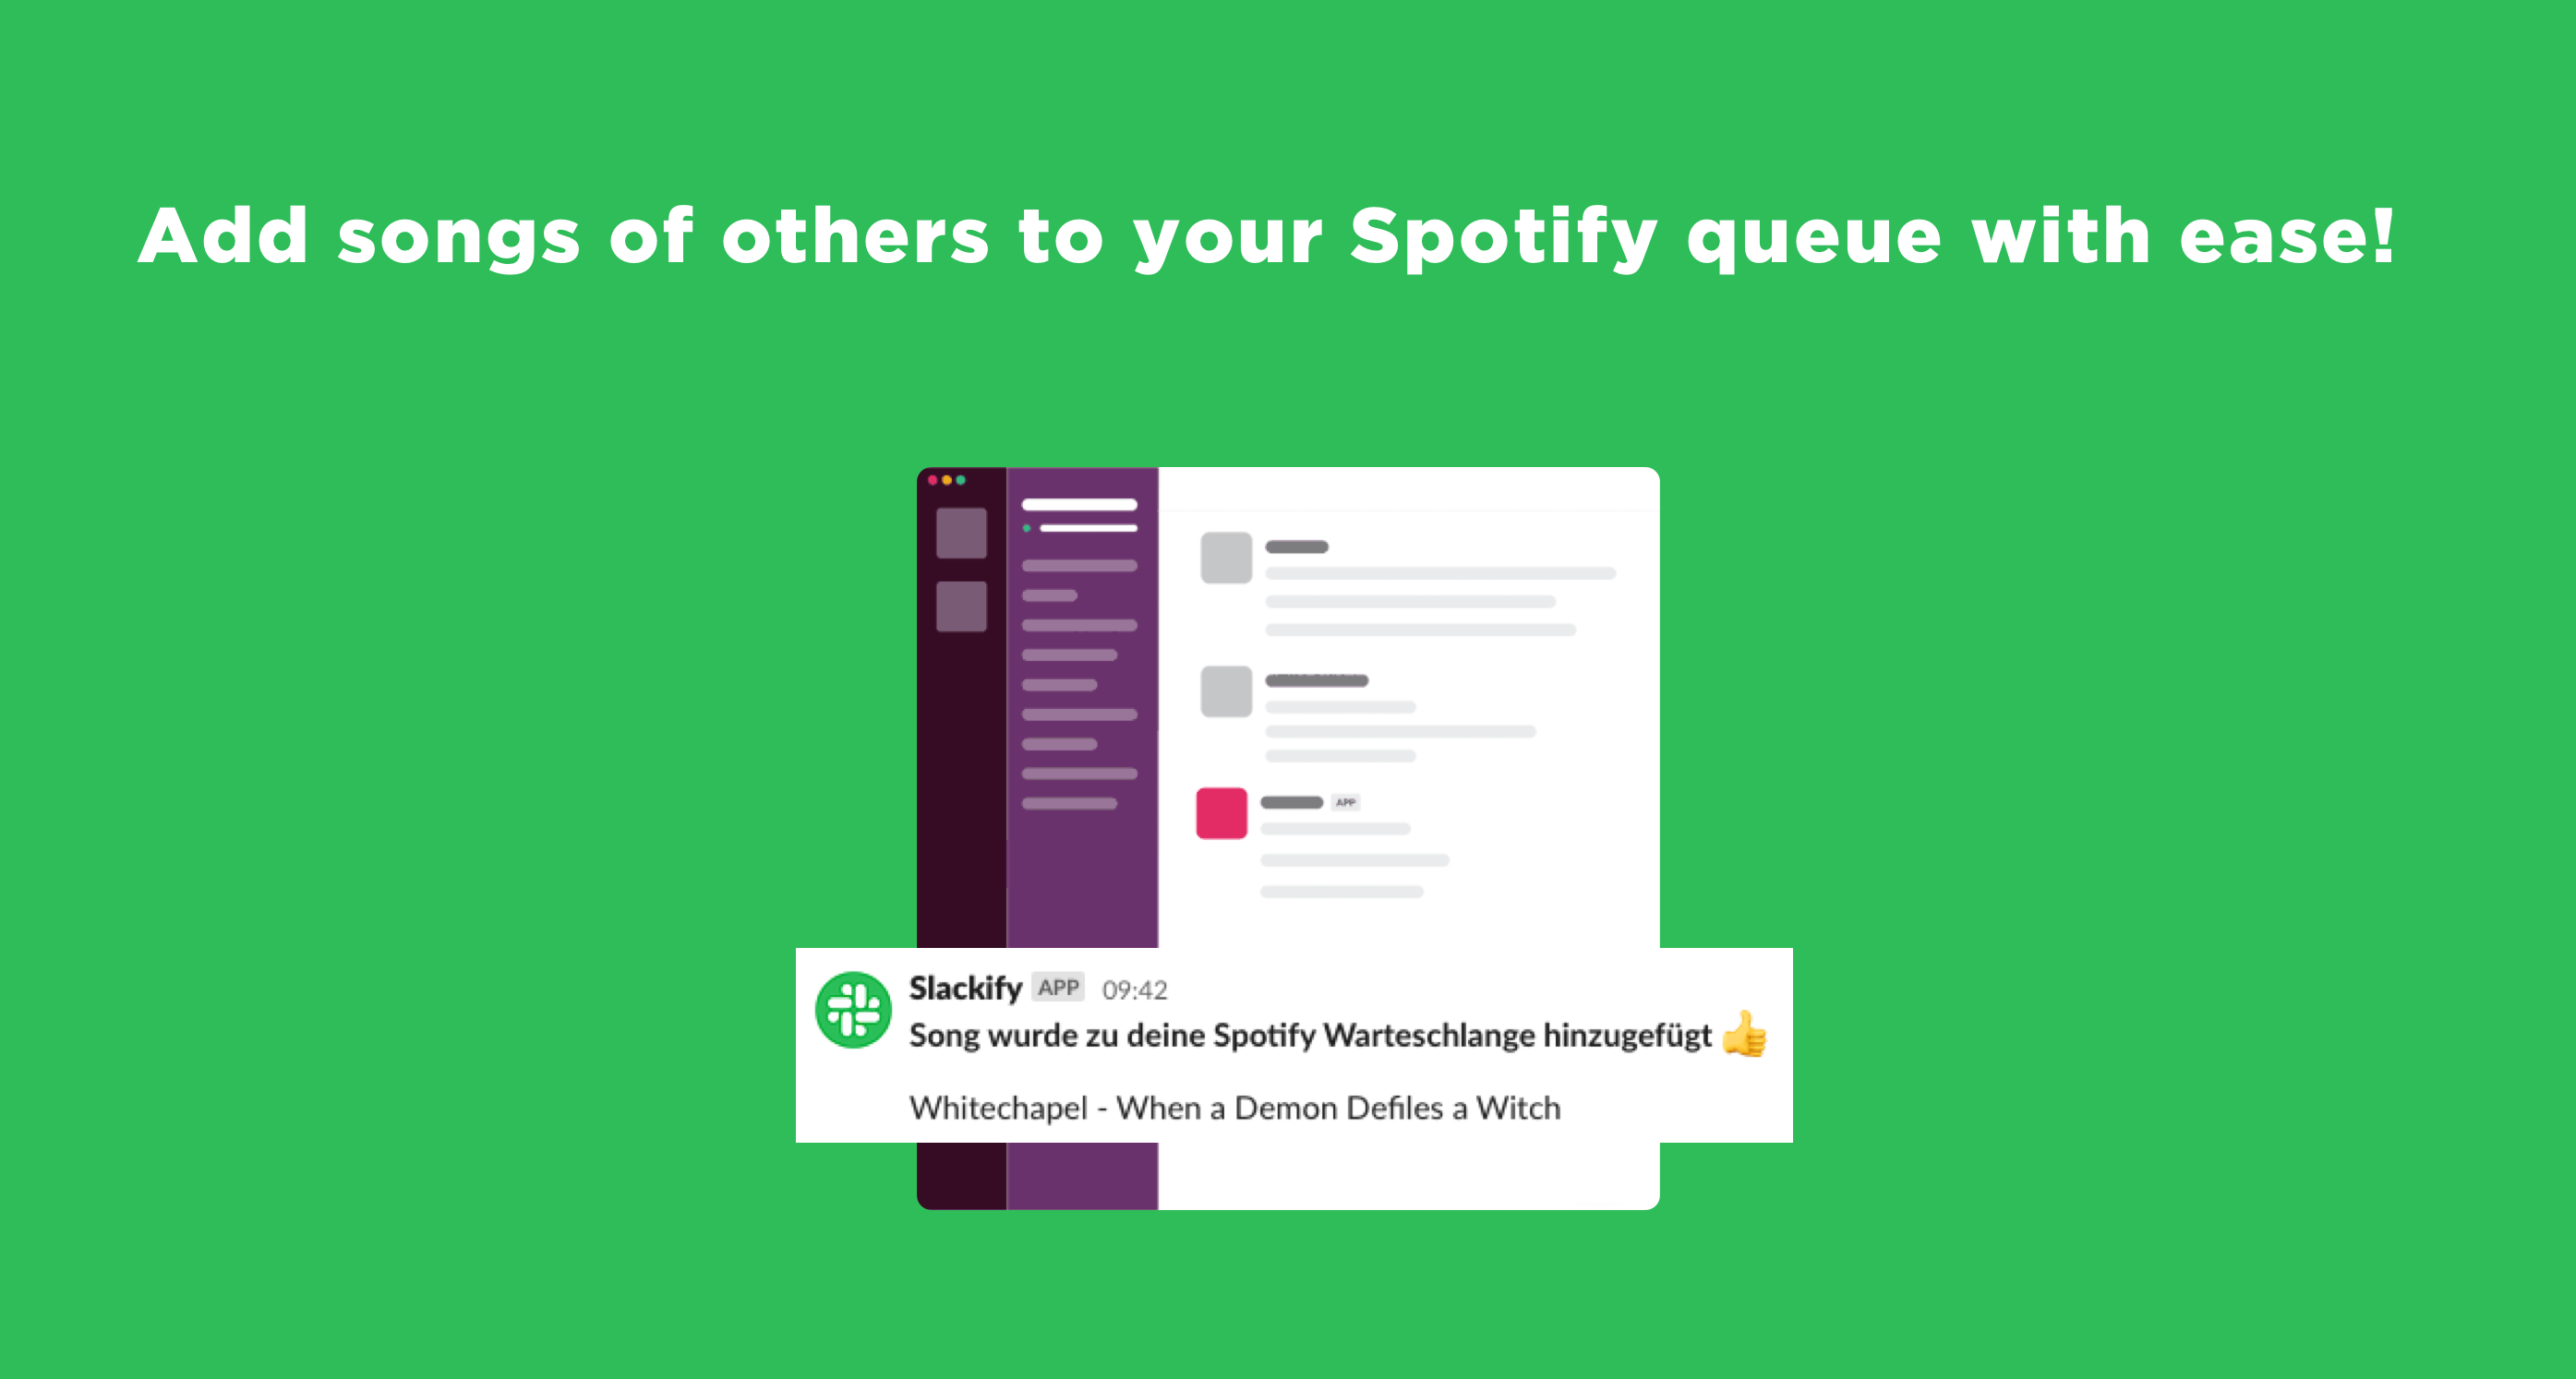 Add songs of others to your Spotify queue with ease!
APP
Slackify APP 09:42
Song wurde zu deine Spotify Warteschlange hinzugefügt 👍
Whitechapel - When a Demon Defiles a Witch